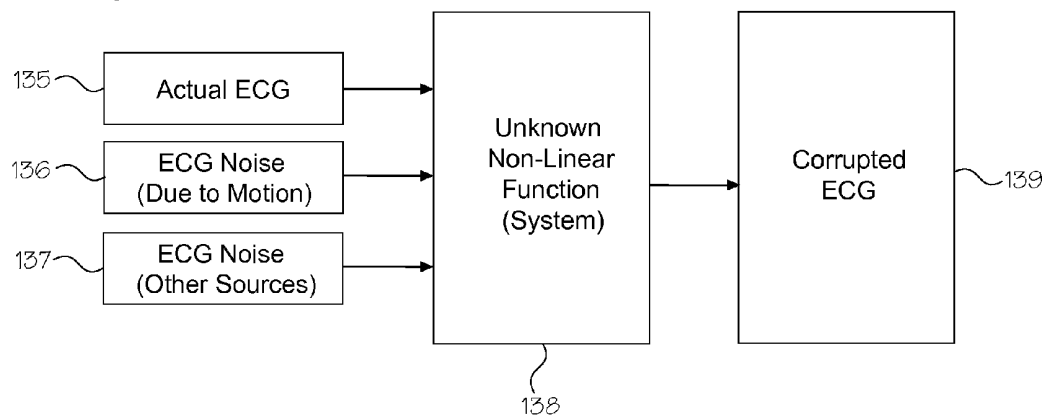 135
Actual ECG
136
ECG Noise
(Due to Motion)
137
ECG Noise
(Other Sources)
Unknown
Non-Linear
Function
(System)
138
Corrupted
ECG
139